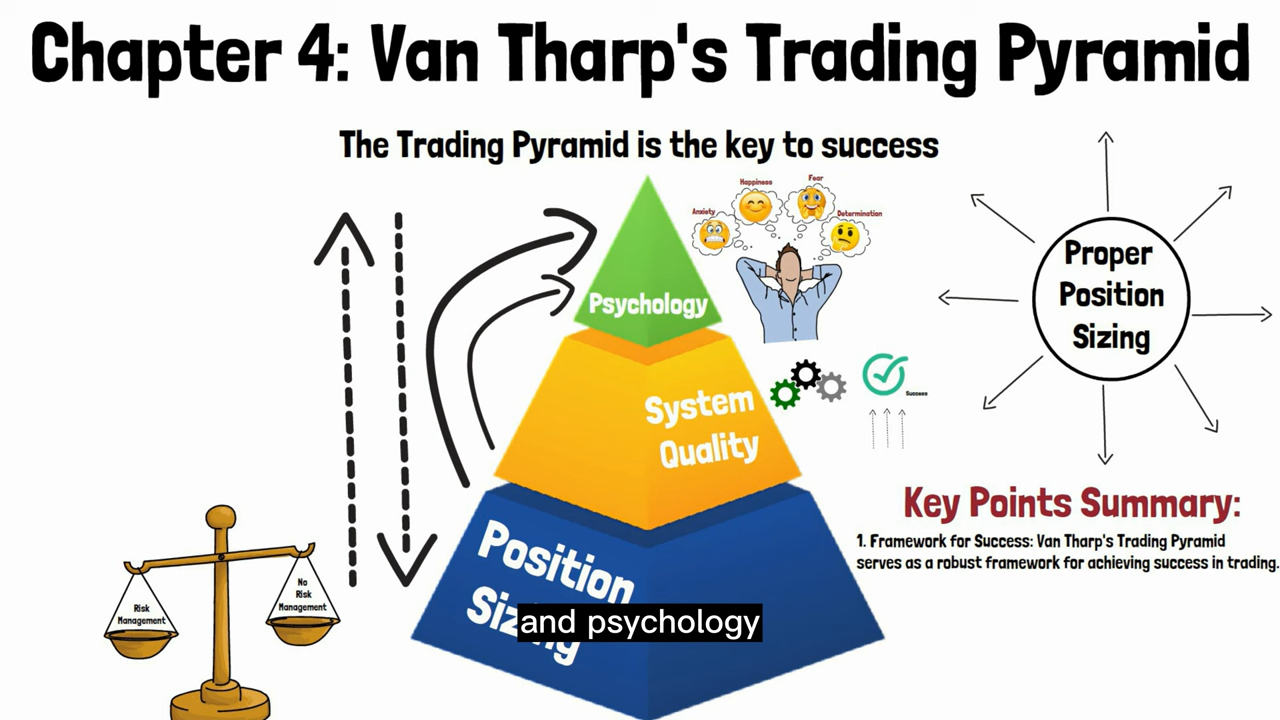 Chapter 4: Van Tharp's Trading Pyramid
The Trading Pyramid is the key to success
Anxiety
Happiness
Fear
Determination
Psychology
System
Quality
Success
Position
Sizing
and psychology
Proper
Position
Sizing
Risk
Management
No
Risk
Management
Key Points Summary:
1. Framework for Success: Van Tharp's Trading Pyramid
serves as a robust framework for achieving success in trading.